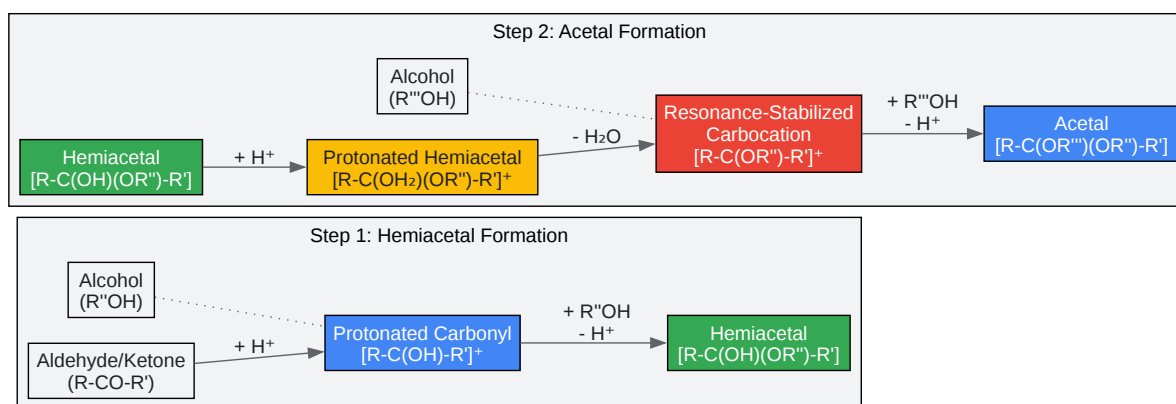 Step 2: Acetal Formation
Alcohol
(R'''OH)
Hemiacetal
[R-C(OH)(OR'')-R']
+ H⁺
Protonated Hemiacetal
[R-C(OH₂)(OR'')-R']⁺
- H₂O
Resonance-Stabilized
Carbocation
[R-C(OR'')-R']⁺
+ R'''OH
- H⁺
Acetal
[R-C(OR''')(OR'')-R']
Step 1: Hemiacetal Formation
Alcohol
(R''OH)
Aldehyde/Ketone
(R-CO-R')
+ H⁺
Protonated Carbonyl
[R-C(OH)-R']⁺
+ R''OH
- H⁺
Hemiacetal
[R-C(OH)(OR'')-R']